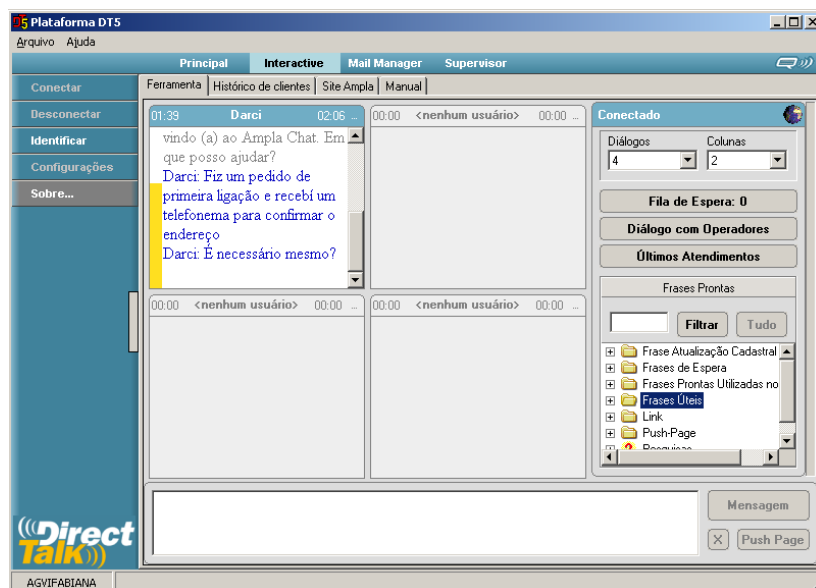 Plataforma DT5
Arquivo Ajuda
Principal Interactive Mail Manager Supervisor
Conectar
Desconectar
Identificar
Configurações
Sobre...
Ferramenta Histórico de clientes Site Ampla Manual
01:39 Darci 02:06 ...
vindo (a) ao Ampla Chat. Em
que posso ajudar?
Darci: Fiz um pedido de
primeira ligação e recebí um
telefonema para confirmar o
endereço
Darci: É necessário mesmo?
00:00 <nenhum usuário> 00:00 ...
00:00 <nenhum usuário> 00:00 ...
00:00 <nenhum usuário> 00:00 ...
Conectado
Diálogos Colunas
4 2
Fila de Espera: 0
Diálogo com Operadores
Últimos Atendimentos
Frases Prontas
Filtrar Tudo
Frase Atualização Cadastral
Frases de Espera
Frases Prontas Utilizadas no
Frases Úteis
Link
Push-Page
Pesquisas
Mensagem
X Push Page
Direct
Talk
AGVIFABIANA